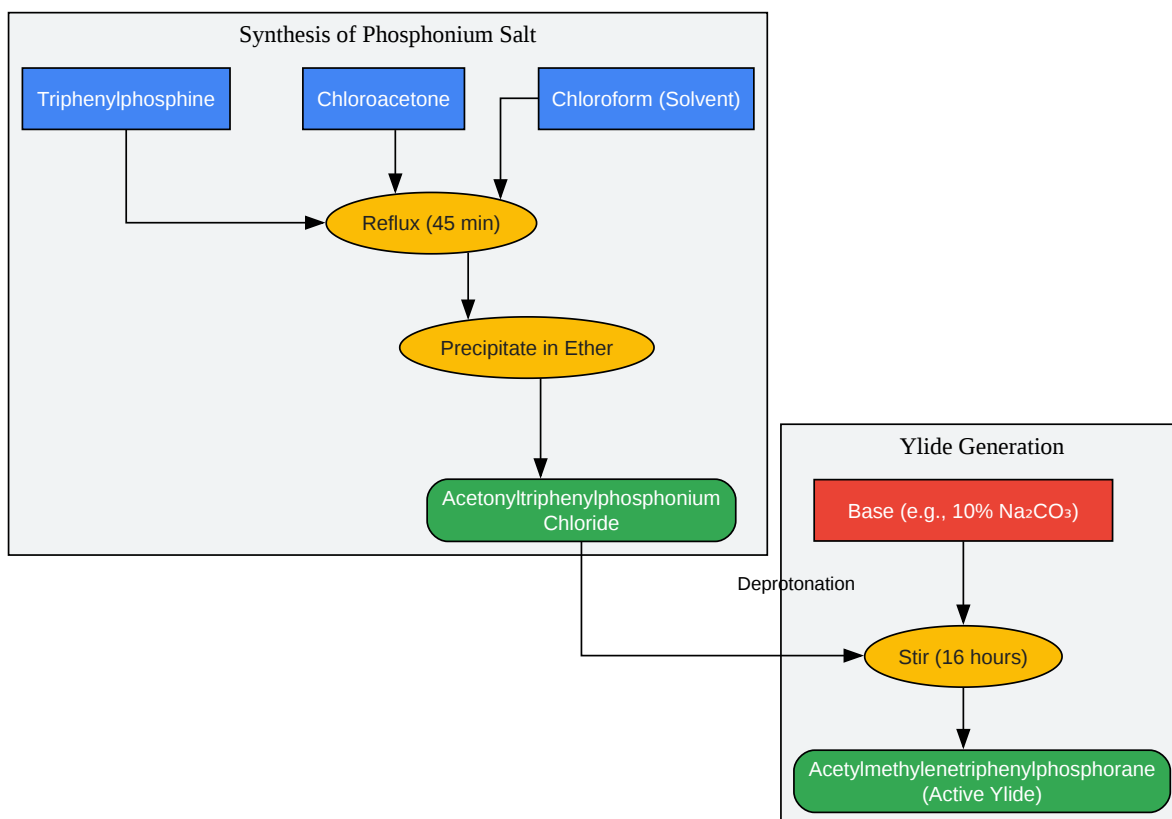 Synthesis of Phosphonium Salt
Triphenylphosphine
Chloroacetone
Chloroform (Solvent)
Reflux (45 min)
Precipitate in Ether
Acetonyltriphenylphosphonium
Chloride
Ylide Generation
Base (e.g., 10% Na₂CO₃)
Deprotonation
Stir (16 hours)
Acetylmethylenetriphenylphosphorane
(Active Ylide)